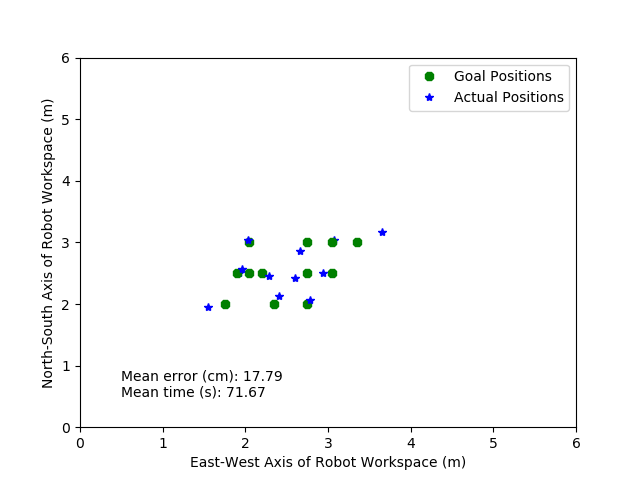 Goal Positions
Actual Positions
North-South Axis of Robot Workspace (m)
6
5
4
3
2
1
0
Mean error (cm): 17.79
Mean time (s): 71.67
0 1 2 3 4 5 6
East-West Axis of Robot Workspace (m)